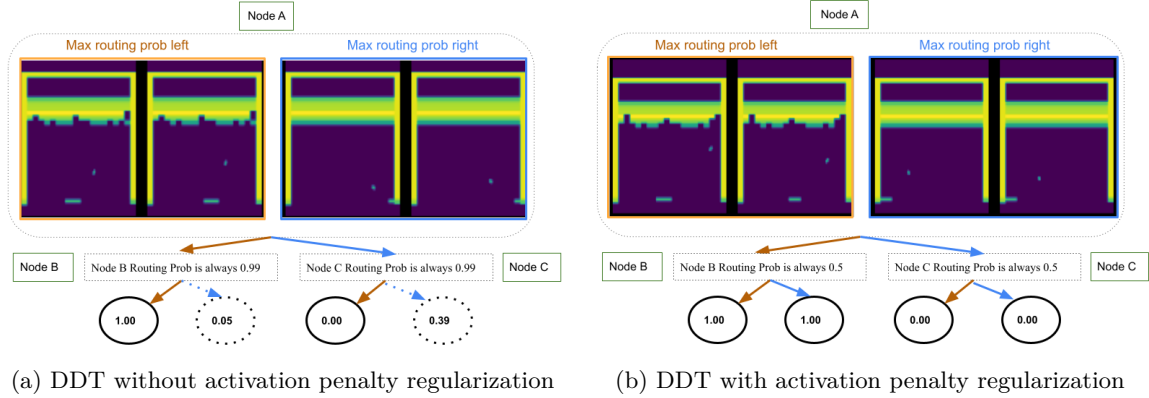 Node A
Max routing prob left
Max routing prob right
Node B
Node B Routing Prob is always 0.99
Node C Routing Prob is always 0.99
Node C
1.00
0.05
0.00
0.39
(a) DDT without activation penalty regularization
Node A
Max routing prob left
Max routing prob right
Node B
Node B Routing Prob is always 0.5
Node C Routing Prob is always 0.5
Node C
1.00
1.00
0.00
0.00
(b) DDT with activation penalty regularization